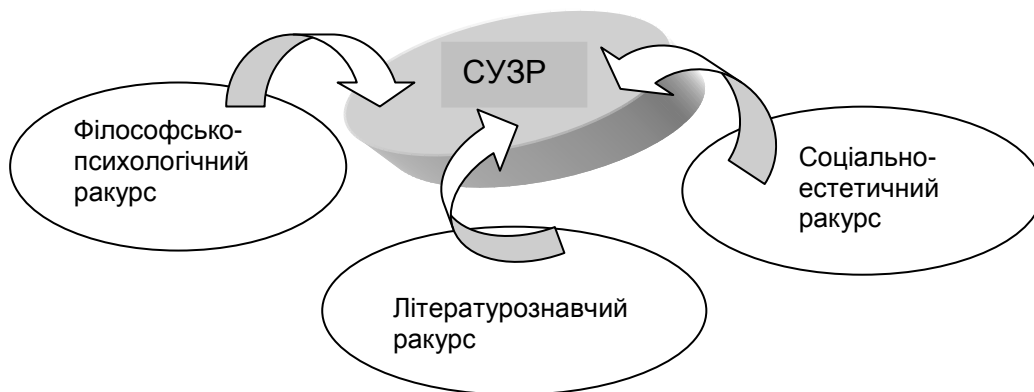 СУЗР
Філософсько-
психологічний
ракурс
Соціально-
естетичний
ракурс
Літературознавчий
ракурс